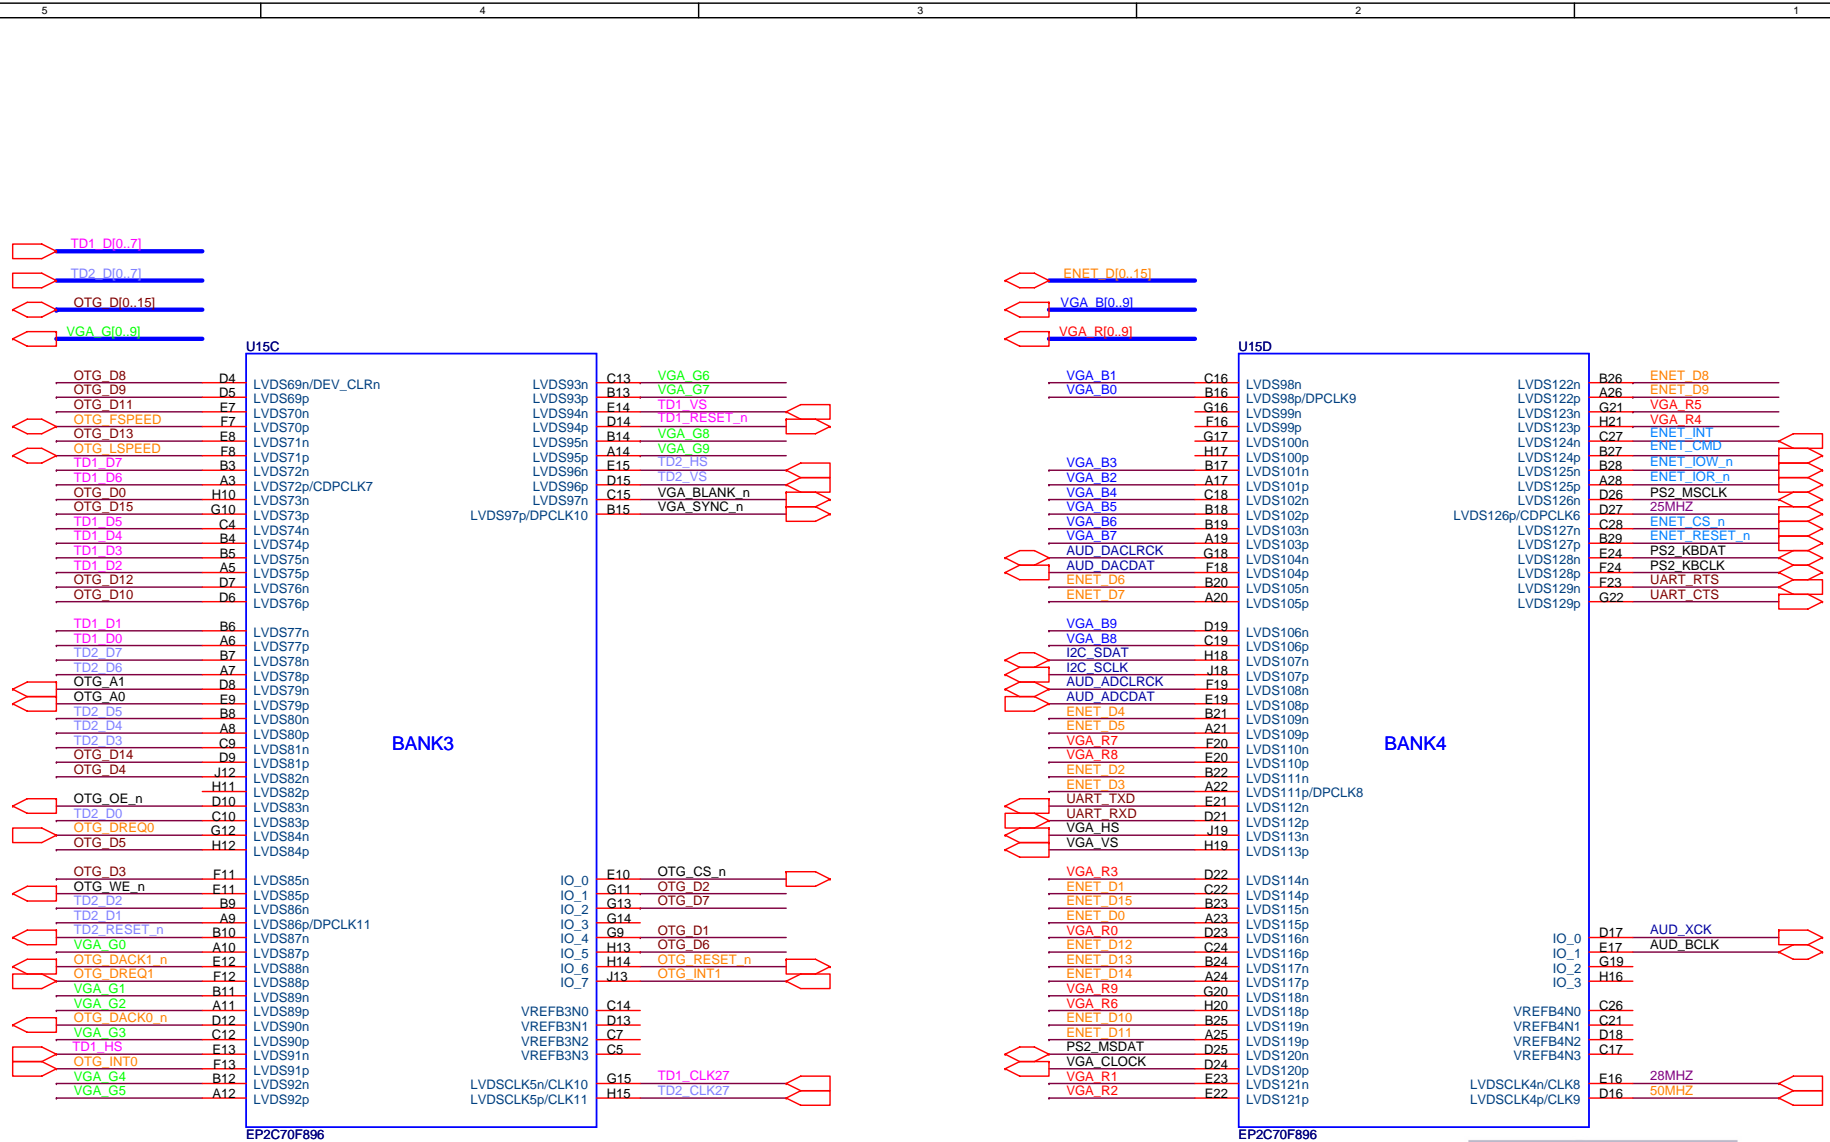 5 4 3 2 1
TD1_D[0..7]
TD2_D[0..7]
OTG_D[0..15]
VGA_G[0..9]
U15C
OTG_D8 D4 LVDS69n/DEV_CLRn
OTG_D9 D5 LVDS69p
OTG_D11 E7 LVDS70n
OTG_FSPEED F7 LVDS70p
OTG_D13 E8 LVDS71n
OTG_LSPEED F8 LVDS71p
TD1_D7 B3 LVDS72n
TD1_D6 A3 LVDS72p/CDPCLK7
OTG_D0 H10 LVDS73n
OTG_D15 G10 LVDS73p
TD1_D5 C4 LVDS74n
TD1_D4 B4 LVDS74p
TD1_D3 B5 LVDS75n
TD1_D2 A5 LVDS75p
OTG_D12 D7 LVDS76n
OTG_D10 D6 LVDS76p
TD1_D1 B6 LVDS77n
TD1_D0 A6 LVDS77p
TD2_D7 B7 LVDS78n
TD2_D6 A7 LVDS78p
OTG_A1 D8 LVDS79n
OTG_A0 E9 LVDS79p
TD2_D5 B8 LVDS80n
TD2_D4 A8 LVDS80p
TD2_D3 C9 LVDS81n
OTG_D14 D9 LVDS81p
OTG_D4 J12 LVDS82n
H11 LVDS82p
OTG_OE_n D10 LVDS83n
TD2_D0 C10 LVDS83p
OTG_DREQ0 G12 LVDS84n
OTG_D5 H12 LVDS84p
OTG_D3 F11 LVDS85n
OTG_WE_n E11 LVDS85p
TD2_D2 B9 LVDS86n
TD2_D1 A9 LVDS86p/DPCLK11
TD2_RESET_n B10 LVDS87n
VGA_G0 A10 LVDS87p
OTG_DACK1_n E12 LVDS88n
OTG_DREQ1 F12 LVDS88p
VGA_G1 B11 LVDS89n
VGA_G2 A11 LVDS89p
OTG_DACK0_n D12 LVDS90n
VGA_G3 C12 LVDS90p
TD1_HS E13 LVDS91n
OTG_INT0 F13 LVDS91p
VGA_G4 B12 LVDS92n
VGA_G5 A12 LVDS92p
BANK3
LVDS93n C13 VGA_G6
LVDS93p B13 VGA_G7
LVDS94n E14 TD1_VS
LVDS94p D14 TD1_RESET_n
LVDS95n B14 VGA_G8
LVDS95p A14 VGA_G9
LVDS96n E15 TD2_HS
LVDS96p D15 TD2_VS
LVDS97n C15 VGA_BLANK_n
LVDS97p/DPCLK10 B15 VGA_SYNC_n
IO_0 E10 OTG_CS_n
IO_1 G11 OTG_D2
IO_2 G13 OTG_D7
IO_3 G14
IO_4 G9 OTG_D1
IO_5 H13 OTG_D6
IO_6 H14 OTG_RESET_n
IO_7 J13 OTG_INT1
VREFB3N0 C14
VREFB3N1 D13
VREFB3N2 C7
VREFB3N3 C5
LVDSCLK5n/CLK10 G15 TD1_CLK27
LVDSCLK5p/CLK11 H15 TD2_CLK27
EP2C70F896
ENET_D[0..15]
VGA_B[0..9]
VGA_R[0..9]
U15D
VGA_B1 C16 LVDS98n
VGA_B0 B16 LVDS98p/DPCLK9
G16 LVDS99n
F16 LVDS99p
G17 LVDS100n
H17 LVDS100p
VGA_B3 B17 LVDS101n
VGA_B2 A17 LVDS101p
VGA_B4 C18 LVDS102n
VGA_B5 B18 LVDS102p
VGA_B6 B19 LVDS103n
VGA_B7 A19 LVDS103p
AUD_DACLRCK G18 LVDS104n
AUD_DACDAT F18 LVDS104p
ENET_D6 B20 LVDS105n
ENET_D7 A20 LVDS105p
VGA_B9 D19 LVDS106n
VGA_B8 C19 LVDS106p
I2C_SDAT H18 LVDS107n
I2C_SCLK J18 LVDS107p
AUD_ADCLRCK F19 LVDS108n
AUD_ADCDAT E19 LVDS108p
ENET_D4 B21 LVDS109n
ENET_D5 A21 LVDS109p
VGA_R7 F20 LVDS110n
VGA_R8 E20 LVDS110p
ENET_D2 B22 LVDS111n
ENET_D3 A22 LVDS111p/DPCLK8
UART_TXD E21 LVDS112n
UART_RXD D21 LVDS112p
VGA_HS J19 LVDS113n
VGA_VS H19 LVDS113p
VGA_R3 D22 LVDS114n
ENET_D1 C22 LVDS114p
ENET_D15 B23 LVDS115n
ENET_D0 A23 LVDS115p
VGA_R0 D23 LVDS116n
ENET_D12 C24 LVDS116p
ENET_D13 B24 LVDS117n
ENET_D14 A24 LVDS117p
VGA_R9 G20 LVDS118n
VGA_R6 H20 LVDS118p
ENET_D10 B25 LVDS119n
ENET_D11 A25 LVDS119p
PS2_MSDAT D25 LVDS120n
VGA_CLOCK D24 LVDS120p
VGA_R1 E23 LVDS121n
VGA_R2 E22 LVDS121p
BANK4
LVDS122n B26 ENET_D8
LVDS122p A26 ENET_D9
LVDS123n G21 VGA_R5
LVDS123p H21 VGA_R4
LVDS124n C27 ENET_INT
LVDS124p B27 ENET_CMD
LVDS125n B28 ENET_IOW_n
LVDS125p A28 ENET_IOR_n
LVDS126n D26 PS2_MSCLK
LVDS126p/CDPCLK6 D27 25MHZ
LVDS127n C28 ENET_CS_n
LVDS127p B29 ENET_RESET_n
LVDS128n E24 PS2_KBDAT
LVDS128p F24 PS2_KBCLK
LVDS129n F23 UART_RTS
LVDS129p G22 UART_CTS
IO_0 D17 AUD_XCK
IO_1 E17 AUD_BCLK
IO_2 G19
IO_3 H16
VREFB4N0 C26
VREFB4N1 C21
VREFB4N2 D18
VREFB4N3 C17
LVDSCLK4n/CLK8 E16 28MHZ
LVDSCLK4p/CLK9 D16 50MHZ
EP2C70F896